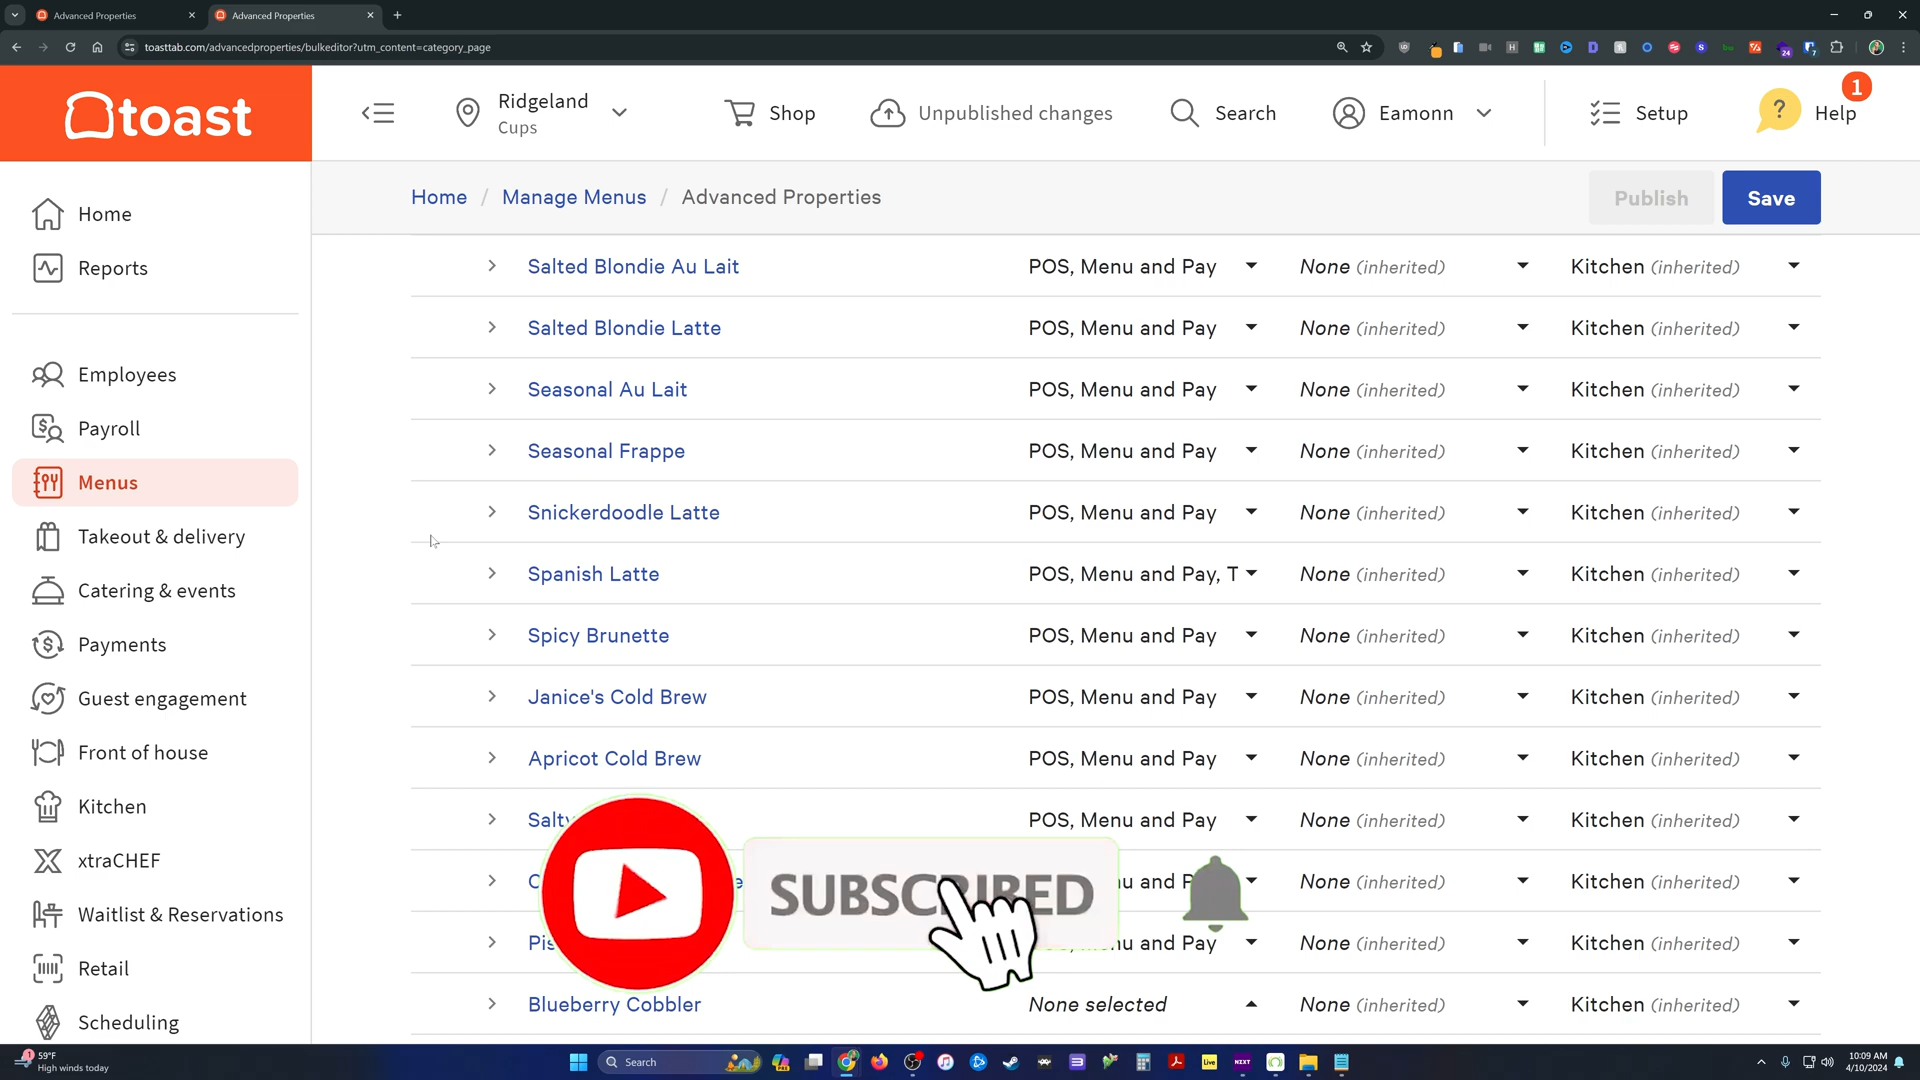 Advanced Properties
Advanced Properties
toasttab.com/advancedproperties/bulkeditor?utm_content=category_page
toast
Ridgeland
Cups
Shop
Unpublished changes
Search
Eamonn
Setup
Help
1
Home / Manage Menus / Advanced Properties
Publish
Save
Home
Reports
Employees
Payroll
Menus
Takeout & delivery
Catering & events
Payments
Guest engagement
Front of house
Kitchen
xtraCHEF
Waitlist & Reservations
Retail
Scheduling
Salted Blondie Au Lait POS, Menu and Pay None (inherited) Kitchen (inherited)
Salted Blondie Latte POS, Menu and Pay None (inherited) Kitchen (inherited)
Seasonal Au Lait POS, Menu and Pay None (inherited) Kitchen (inherited)
Seasonal Frappe POS, Menu and Pay None (inherited) Kitchen (inherited)
Snickerdoodle Latte POS, Menu and Pay None (inherited) Kitchen (inherited)
Spanish Latte POS, Menu and Pay, T None (inherited) Kitchen (inherited)
Spicy Brunette POS, Menu and Pay None (inherited) Kitchen (inherited)
Janice's Cold Brew POS, Menu and Pay None (inherited) Kitchen (inherited)
Apricot Cold Brew POS, Menu and Pay None (inherited) Kitchen (inherited)
Salty POS, Menu and Pay None (inherited) Kitchen (inherited)
None (inherited) Kitchen (inherited)
and Pay None (inherited) Kitchen (inherited)
Blueberry Cobbler None selected None (inherited) Kitchen (inherited)
SUBSCRIBED
59°F
High winds today
Search
10:09 AM
4/10/2024